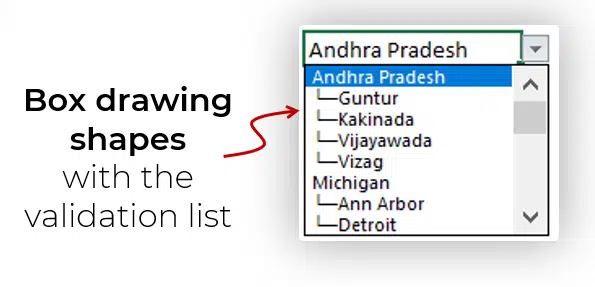 Box drawing
shapes
with the
validation list
Andhra Pradesh
Andhra Pradesh
└─Guntur
└─Kakinada
└─Vijayawada
└─Vizag
Michigan
└─Ann Arbor
└─Detroit